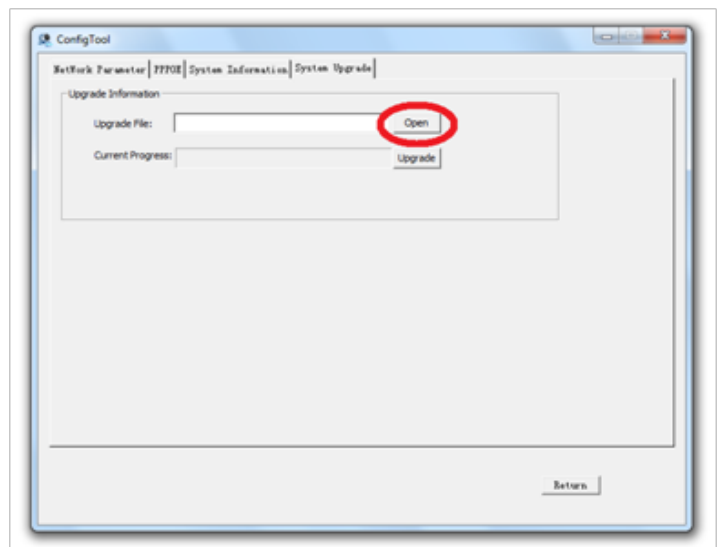 ConfigTool
NetWork Parameter PPPOE System Information System Upgrade
Upgrade Information
Upgrade File: Open
Current Progress: Upgrade
Return